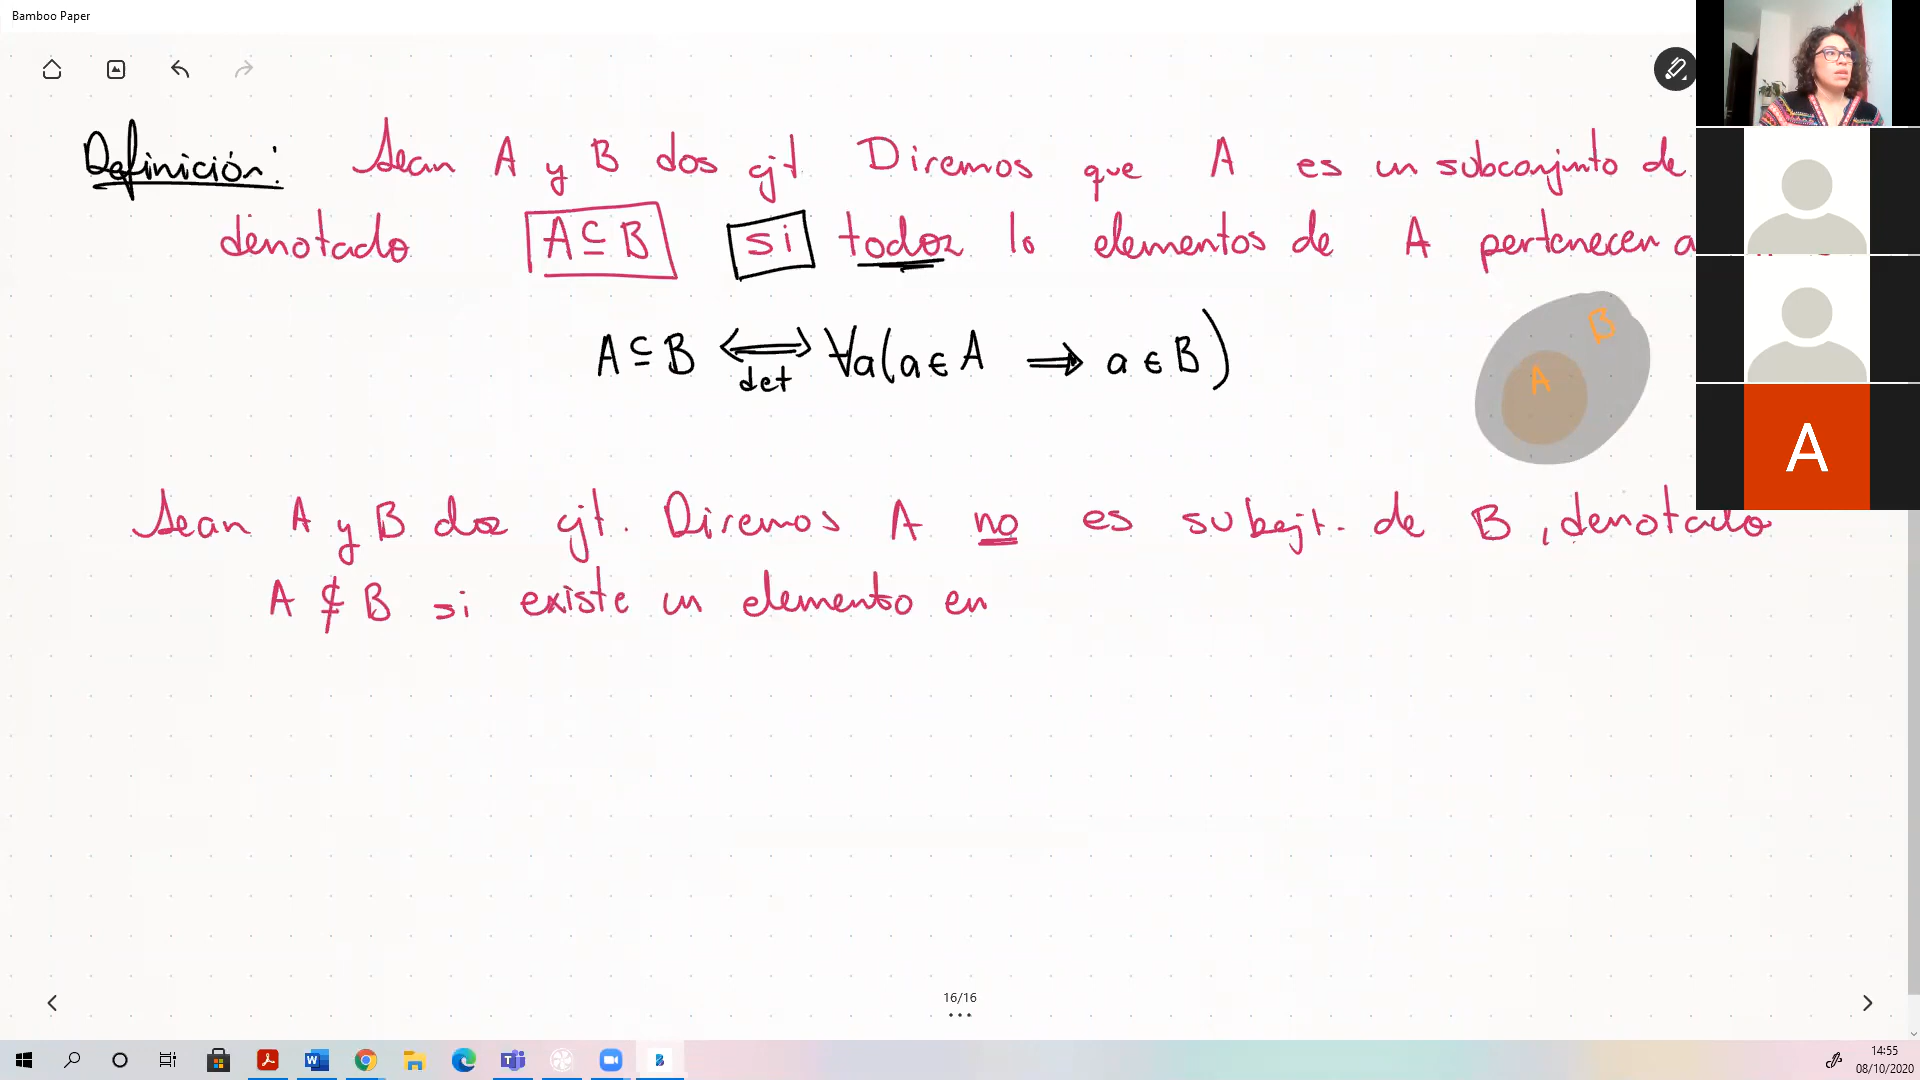 Bamboo Paper
Definición: Sean A y B dos cjt Diremos que A es un subconjunto de
denotado A ⊆ B si todos lo elementos de A pertenecen a
A ⊆ B ⟺ ∀a(a ∈ A ⟹ a ∈ B)
def
B
A
A
Sean A y B dos cjt. Diremos A no es subcjt. de B, denotado
A ⊄ B si existe un elemento en
16/16
14:55
08/10/2020